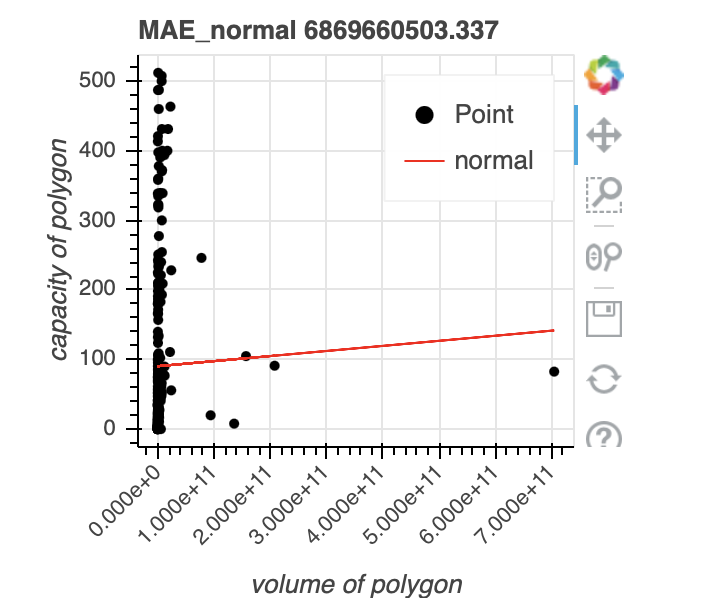 MAE_normal 6869660503.337
Point
normal
capacity of polygon
500
400
300
200
100
0
0.000e+0
1.000e+11
2.000e+11
3.000e+11
4.000e+11
5.000e+11
6.000e+11
7.000e+11
volume of polygon